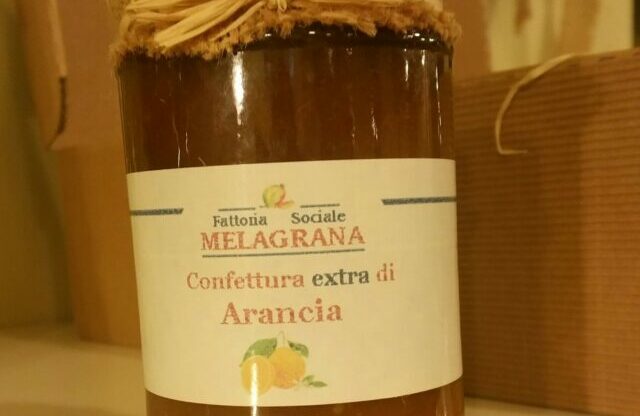 Fattoria Sociale
MELAGRANA
Confettura extra di
Arancia